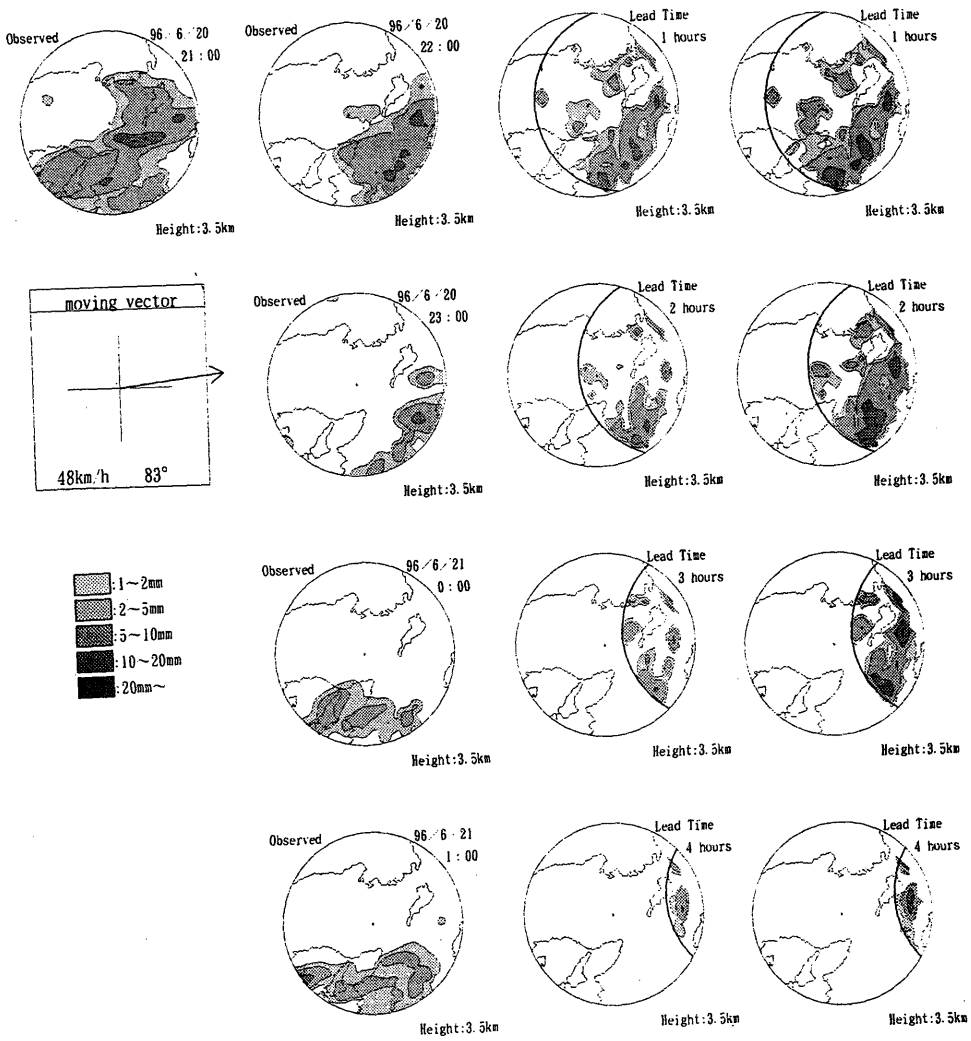 Observed
96/6/20
21:00
Height:3.5km
Observed
96/6/20
22:00
Height:3.5km
Lead Time
1 hours
Height:3.5km
Lead Time
1 hours
Height:3.5km
moving vector
48km/h 83°
Observed
96/6/20
23:00
Height:3.5km
Lead Time
2 hours
Height:3.5km
Lead Time
2 hours
Height:3.5km
:1~2mm
:2~5mm
:5~10mm
:10~20mm
:20mm~
Observed
96/6/21
0:00
Height:3.5km
Lead Time
3 hours
Height:3.5km
Lead Time
3 hours
Height:3.5km
Observed
96/6/21
1:00
Height:3.5km
Lead Time
4 hours
Height:3.5km
Lead Time
4 hours
Height:3.5km